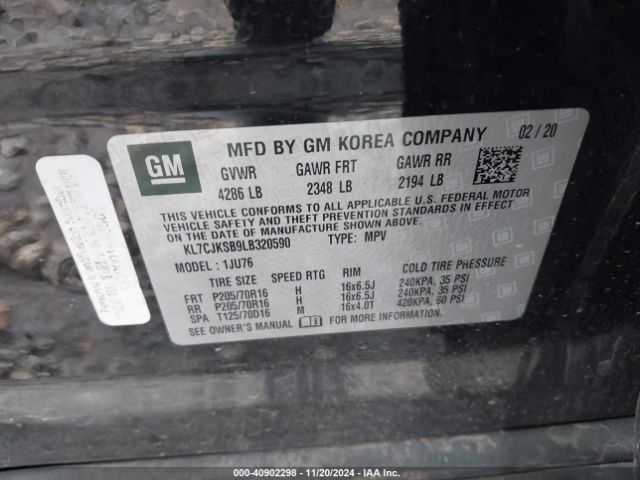 GM
MFD BY GM KOREA COMPANY 02 / 20
GVWR GAWR FRT GAWR RR
4286 LB 2348 LB 2194 LB
THIS VEHICLE CONFORMS TO ALL APPLICABLE U.S. FEDERAL MOTOR
VEHICLE SAFETY AND THEFT PREVENTION STANDARDS IN EFFECT
ON THE DATE OF MANUFACTURE SHOWN ABOVE.
KL7CJKSB9LB320590 TYPE: MPV
MODEL: 1JU76
TIRE SIZE SPEED RTG RIM COLD TIRE PRESSURE
FRT P205/70R16 H 16x6.5J 240KPA, 35 PSI
RR P205/70R16 H 16x6.5J 240KPA, 35 PSI
SPA T125/70D16 M 16x4.0T 420KPA, 60 PSI
SEE OWNER'S MANUAL FOR MORE INFORMATION.
000-40902298 - 11/20/2024 - IAA Inc.